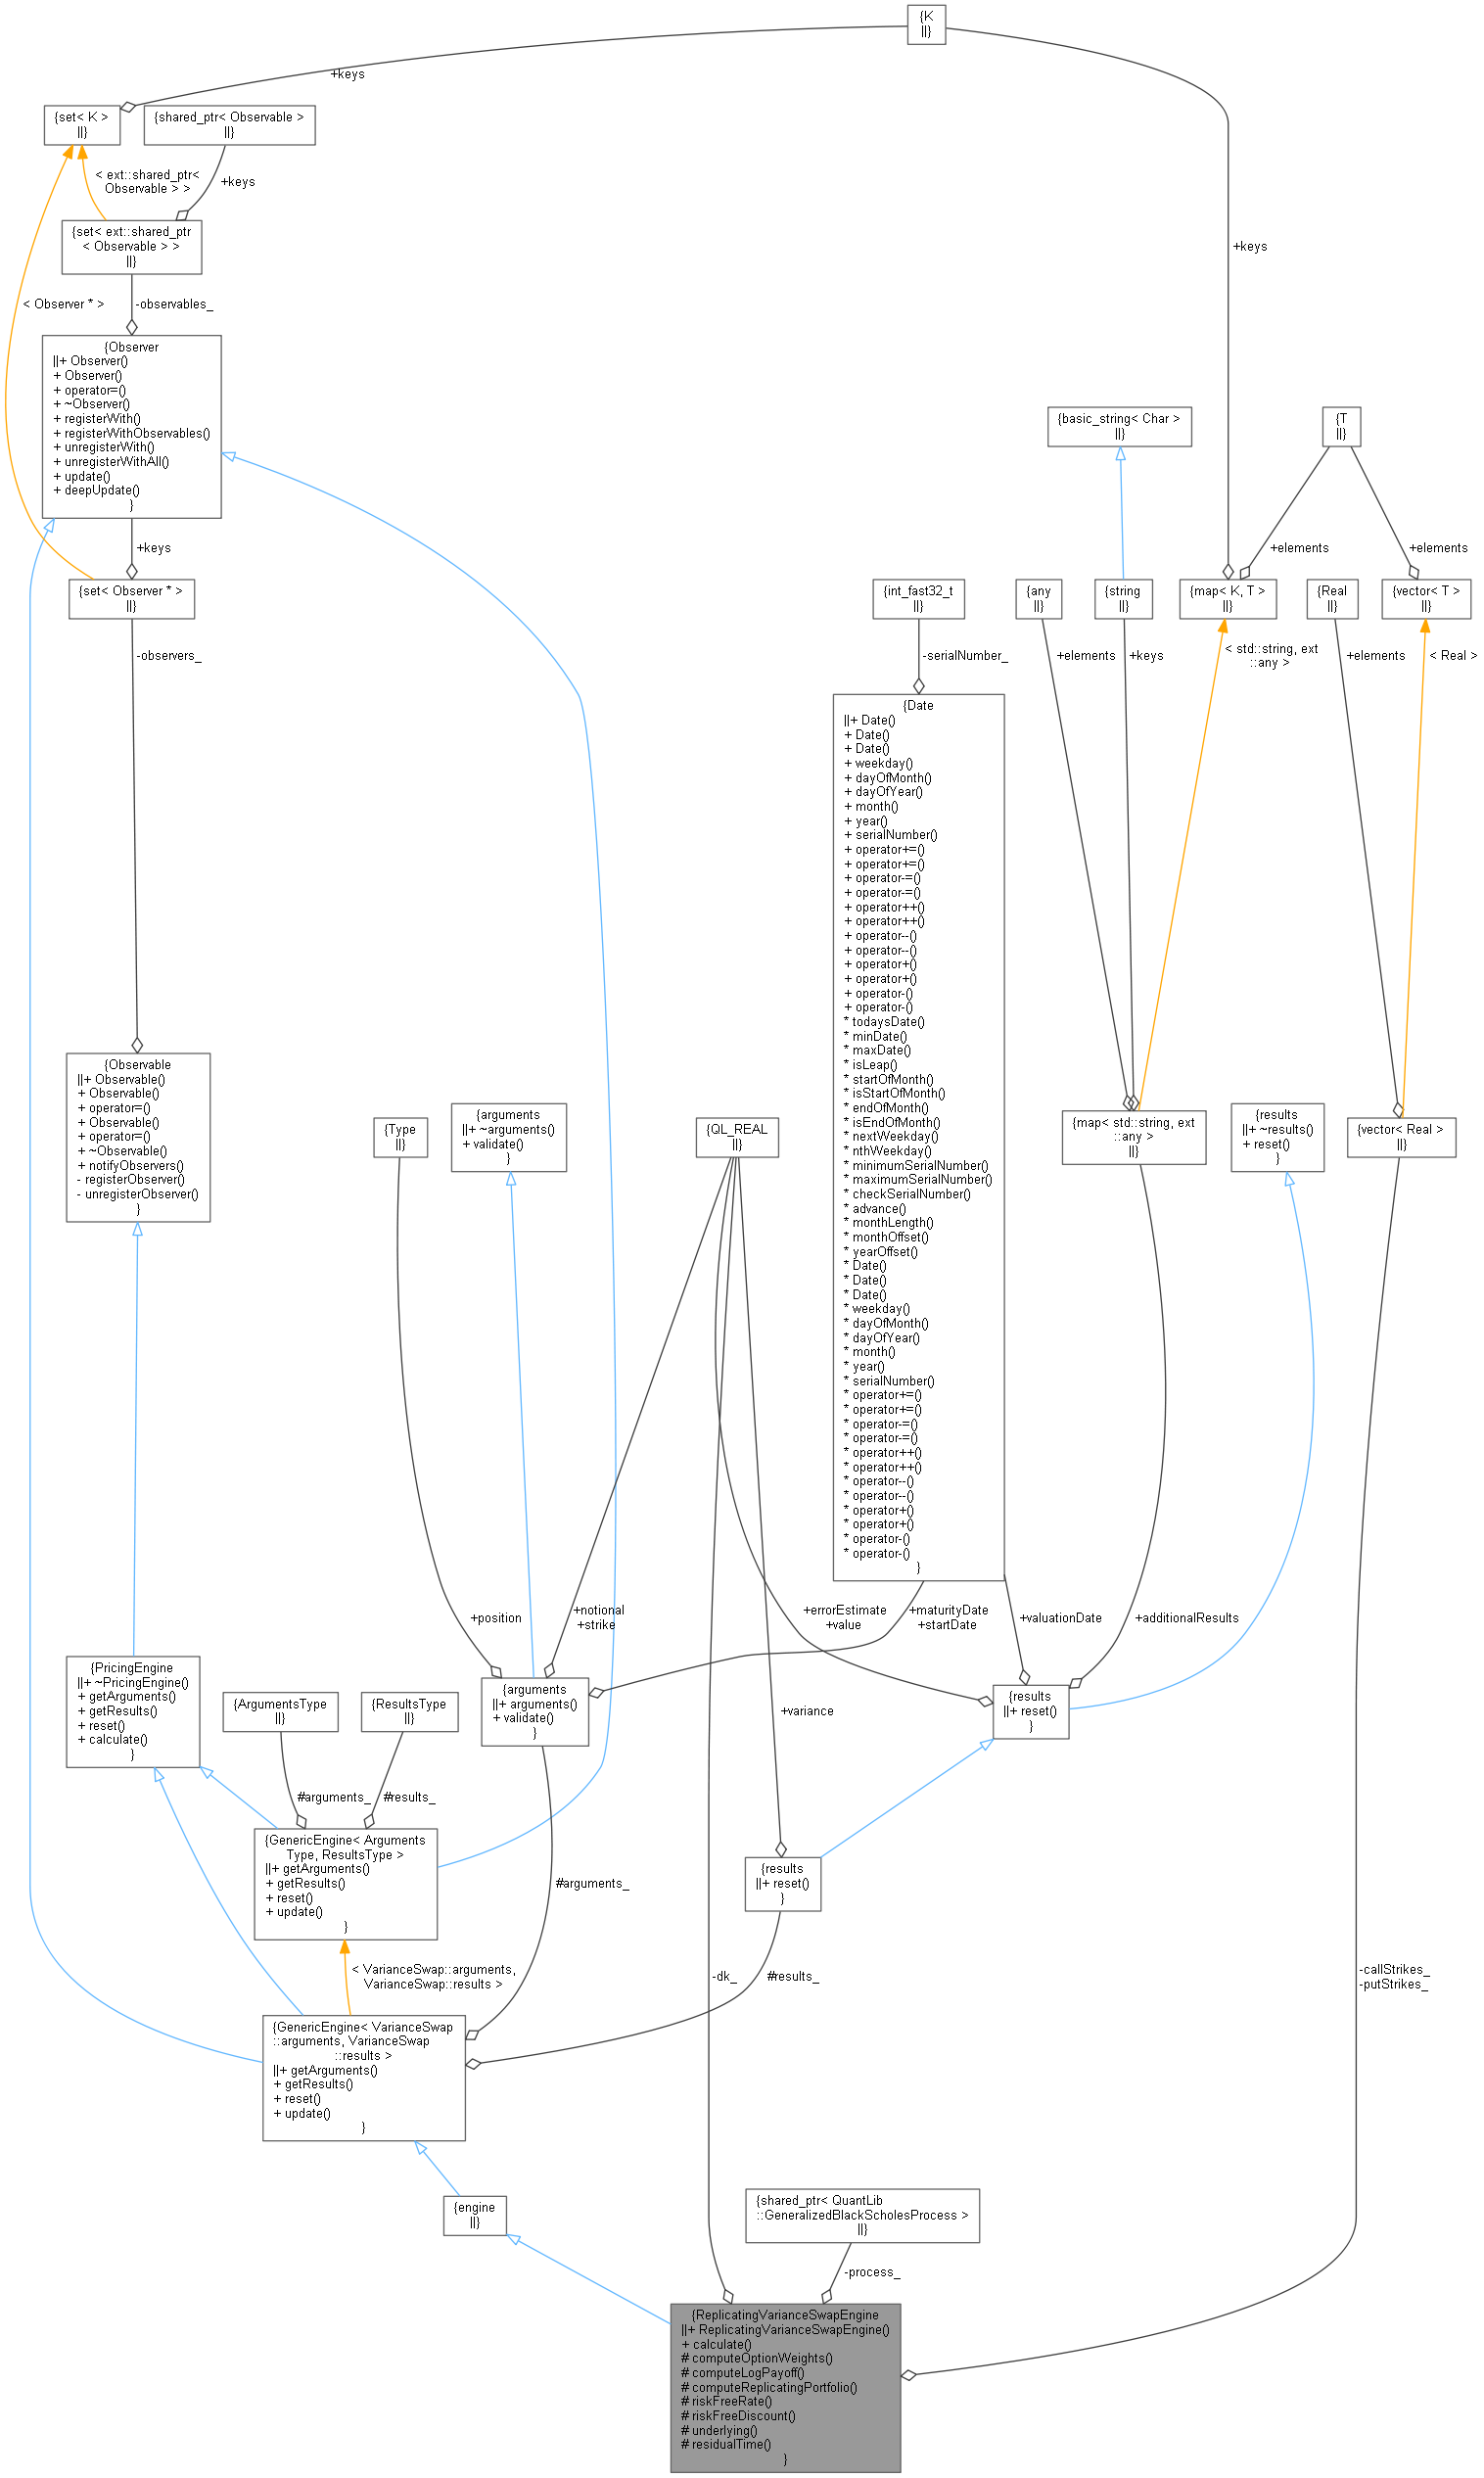 {K
||}
+keys
{set< K >
||}
{shared_ptr< Observable >
||}
< ext::shared_ptr<
Observable > >
+keys
{set< ext::shared_ptr
< Observable > >
||}
+keys
< Observer * >
-observables_
{Observer
||+ Observer()
+ Observer()
+ operator=()
+ ~Observer()
+ registerWith()
+ registerWithObservables()
+ unregisterWith()
+ unregisterWithAll()
+ update()
+ deepUpdate()
}
{basic_string< Char >
||}
{T
||}
+keys
+elements
+elements
{set< Observer * >
||}
{int_fast32_t
||}
{any
||}
{string
||}
{map< K, T >
||}
{Real
||}
{vector< T >
||}
-observers_
-serialNumber_
+elements
+keys
< std::string, ext
::any >
+elements
< Real >
{Date
||+ Date()
+ Date()
+ Date()
+ weekday()
+ dayOfMonth()
+ dayOfYear()
+ month()
+ year()
+ serialNumber()
+ operator+=()
+ operator+=()
+ operator-=()
+ operator-=()
+ operator++()
+ operator++()
+ operator--()
+ operator--()
+ operator+()
+ operator+()
+ operator-()
+ operator-()
* todaysDate()
* minDate()
* maxDate()
* isLeap()
* startOfMonth()
* isStartOfMonth()
* endOfMonth()
* isEndOfMonth()
* nextWeekday()
* nthWeekday()
* minimumSerialNumber()
* maximumSerialNumber()
* checkSerialNumber()
* advance()
* monthLength()
* monthOffset()
* yearOffset()
* Date()
* Date()
* Date()
* weekday()
* dayOfMonth()
* dayOfYear()
* month()
* year()
* serialNumber()
* operator+=()
* operator+=()
* operator-=()
* operator-=()
* operator++()
* operator++()
* operator--()
* operator--()
* operator+()
* operator+()
* operator-()
* operator-()
}
{Observable
||+ Observable()
+ Observable()
+ operator=()
+ Observable()
+ operator=()
+ ~Observable()
+ notifyObservers()
- registerObserver()
- unregisterObserver()
}
{Type
||}
{arguments
||+ ~arguments()
+ validate()
}
{QL_REAL
||}
{map< std::string, ext
::any >
||}
{results
||+ ~results()
+ reset()
}
{vector< Real >
||}
+position
+notional
+strike
+errorEstimate
+value
+maturityDate
+startDate
+valuationDate
+additionalResults
{PricingEngine
||+ ~PricingEngine()
+ getArguments()
+ getResults()
+ reset()
+ calculate()
}
{ArgumentsType
||}
{ResultsType
||}
{arguments
||+ arguments()
+ validate()
}
+variance
{results
||+ reset()
}
#arguments_
#results_
{GenericEngine< Arguments
Type, ResultsType >
||+ getArguments()
+ getResults()
+ reset()
+ update()
}
#arguments_
{results
||+ reset()
}
< VarianceSwap::arguments,
VarianceSwap::results >
-dk_
#results_
-callStrikes_
-putStrikes_
{GenericEngine< VarianceSwap
::arguments, VarianceSwap
::results >
||+ getArguments()
+ getResults()
+ reset()
+ update()
}
{engine
||}
{shared_ptr< QuantLib
::GeneralizedBlackScholesProcess >
||}
-process_
{ReplicatingVarianceSwapEngine
||+ ReplicatingVarianceSwapEngine()
+ calculate()
# computeOptionWeights()
# computeLogPayoff()
# computeReplicatingPortfolio()
# riskFreeRate()
# riskFreeDiscount()
# underlying()
# residualTime()
}